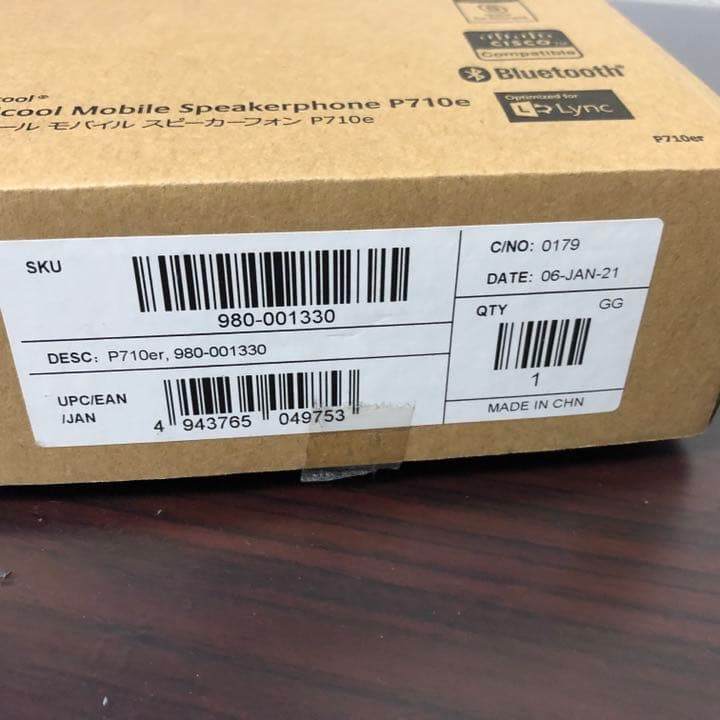 cool®
cool Mobile Speakerphone P710e
ール モバイル スピーカーフォン P710e
CISCO
Compatible
Bluetooth®
Optimized for
Lync
P710er
SKU
980-001330
DESC: P710er, 980-001330
UPC/EAN
/JAN
4 943765 049753
C/NO: 0179
DATE: 06-JAN-21
QTY
GG
1
MADE IN CHN